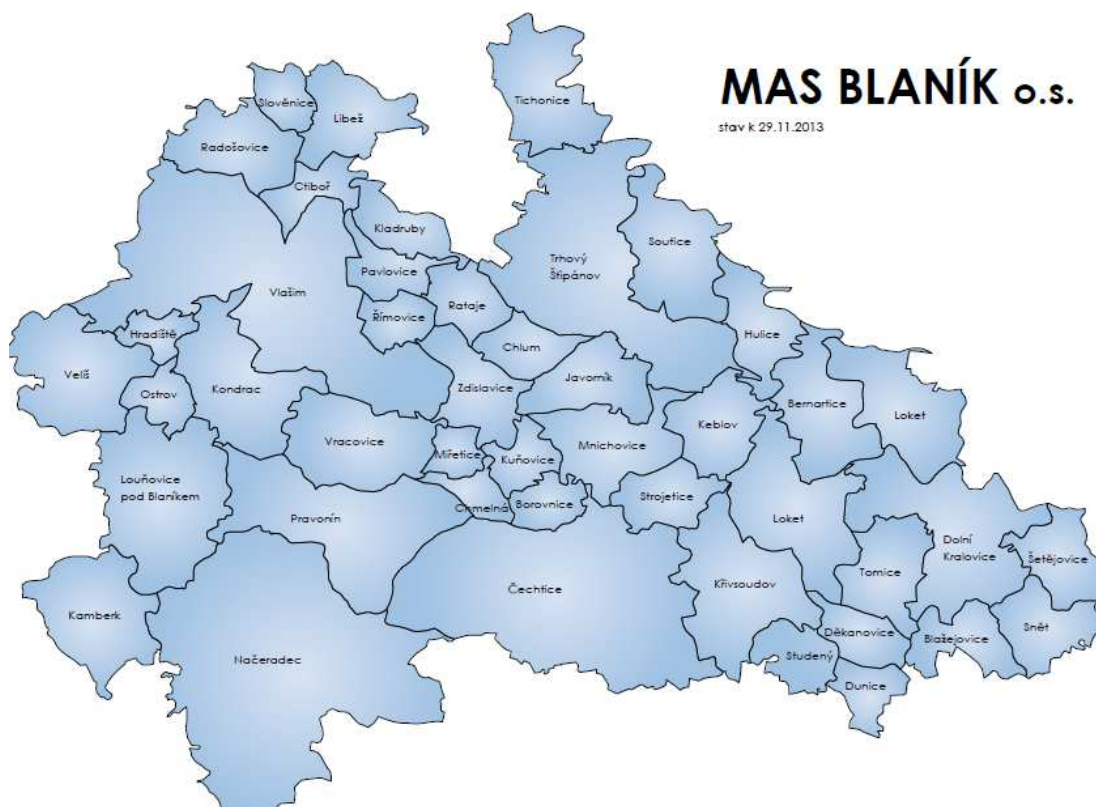 MAS BLANÍK o.s.
stav k 29.11.2013
Tichonice
Slověnice
Libež
Radošovice
Ctiboř
Kladruby
Soutice
Trhový
Štipánov
Pavlovice
Vlašim
Rataje
Římovice
Hradiště
Hulice
Chlum
Velíš
Javorník
Ostrov
Kondrac
Zdislavice
Bernartice
Loket
Keblov
Vracovice
Mnichovice
Miřetice
Kuňovice
Louňovice
pod Blaníkem
Strojetice
Chmelná
Borovnice
Pravonín
Loket
Dolní
Kralovice
Šetějovice
Tomice
Čechtice
Křivsoudov
Kamberk
Snět
Děkanovice
Blažejovice
Studený
Načeradec
Dunice